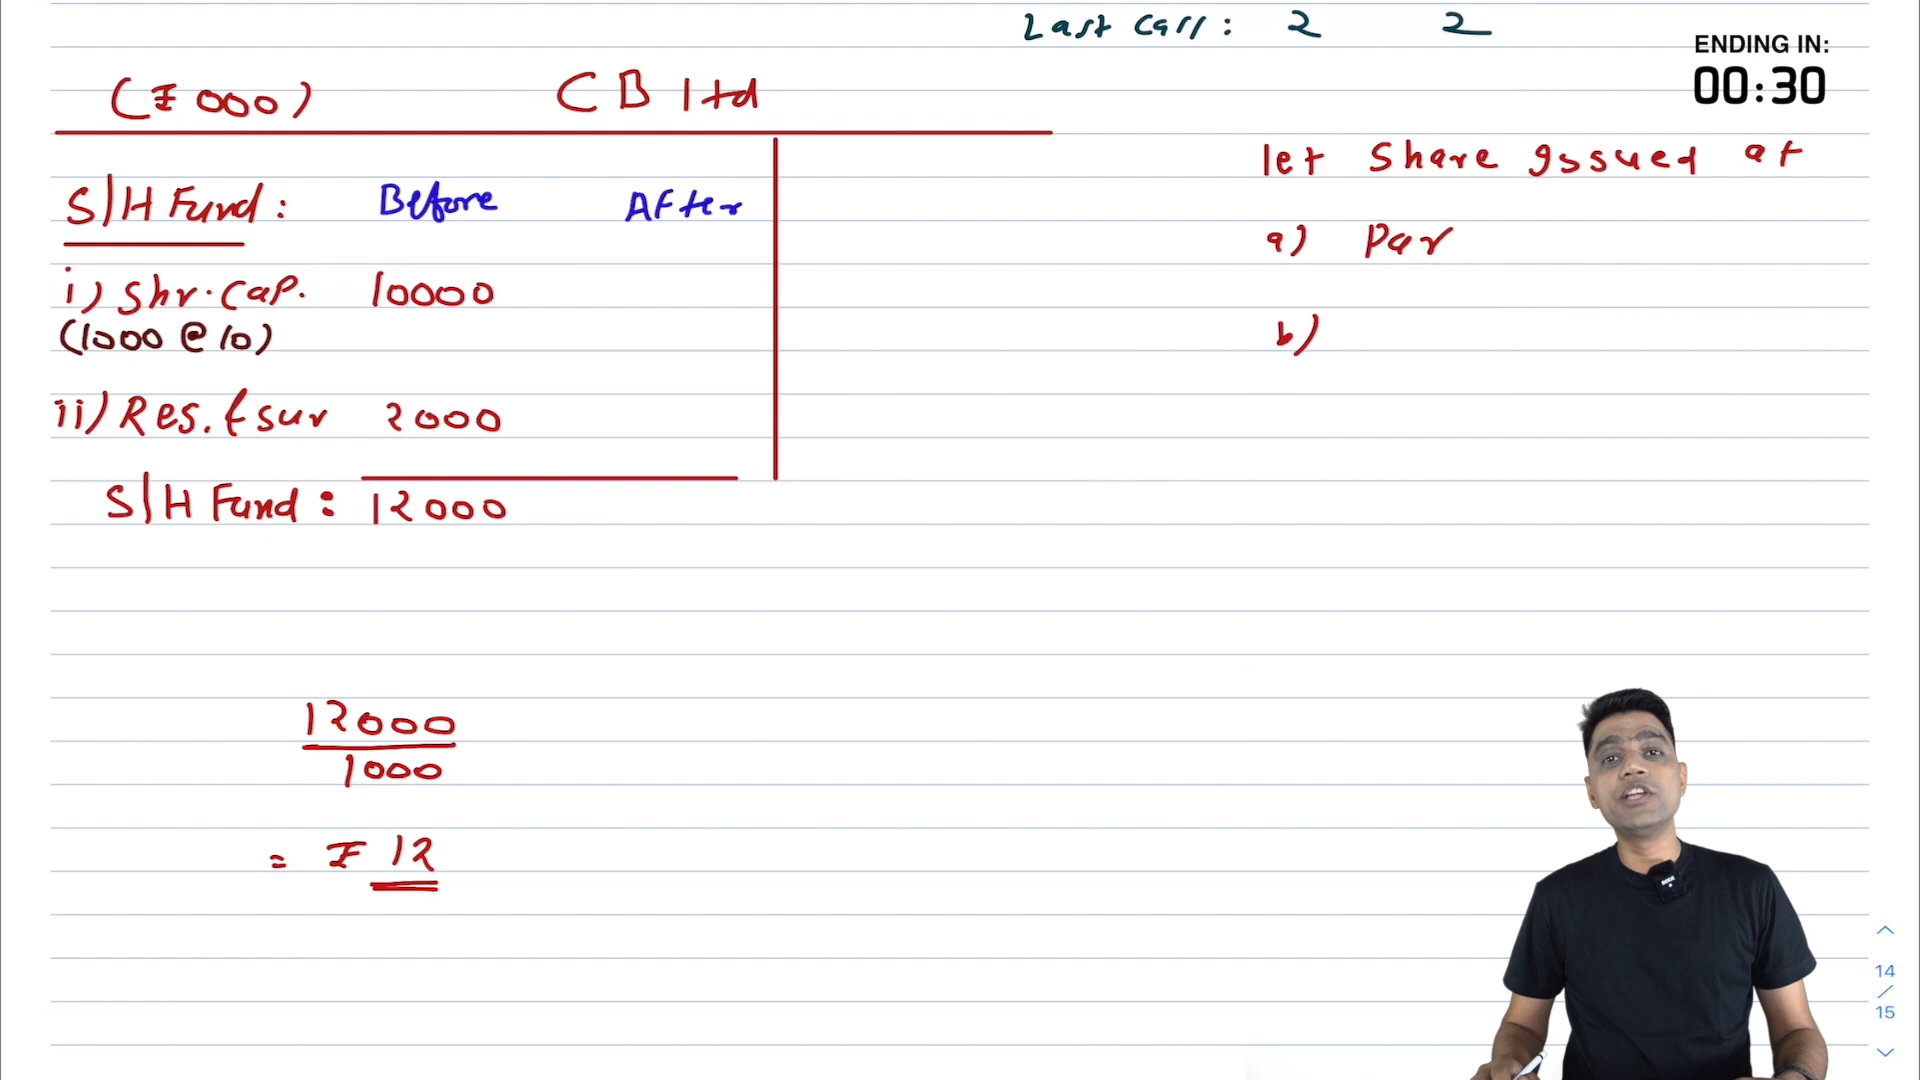 Last Call: 2 2
ENDING IN:
00:30
(₹ 000) CB ltd
let Share Issued at
S/H Fund: Before After
a) Par
i) Shr. Cap. 10000
(1000 @ 10)
b)
ii) Res. & sur 2000
S/H Fund: 12000
12000
1000
= ₹ 12
RODE
14
/
15